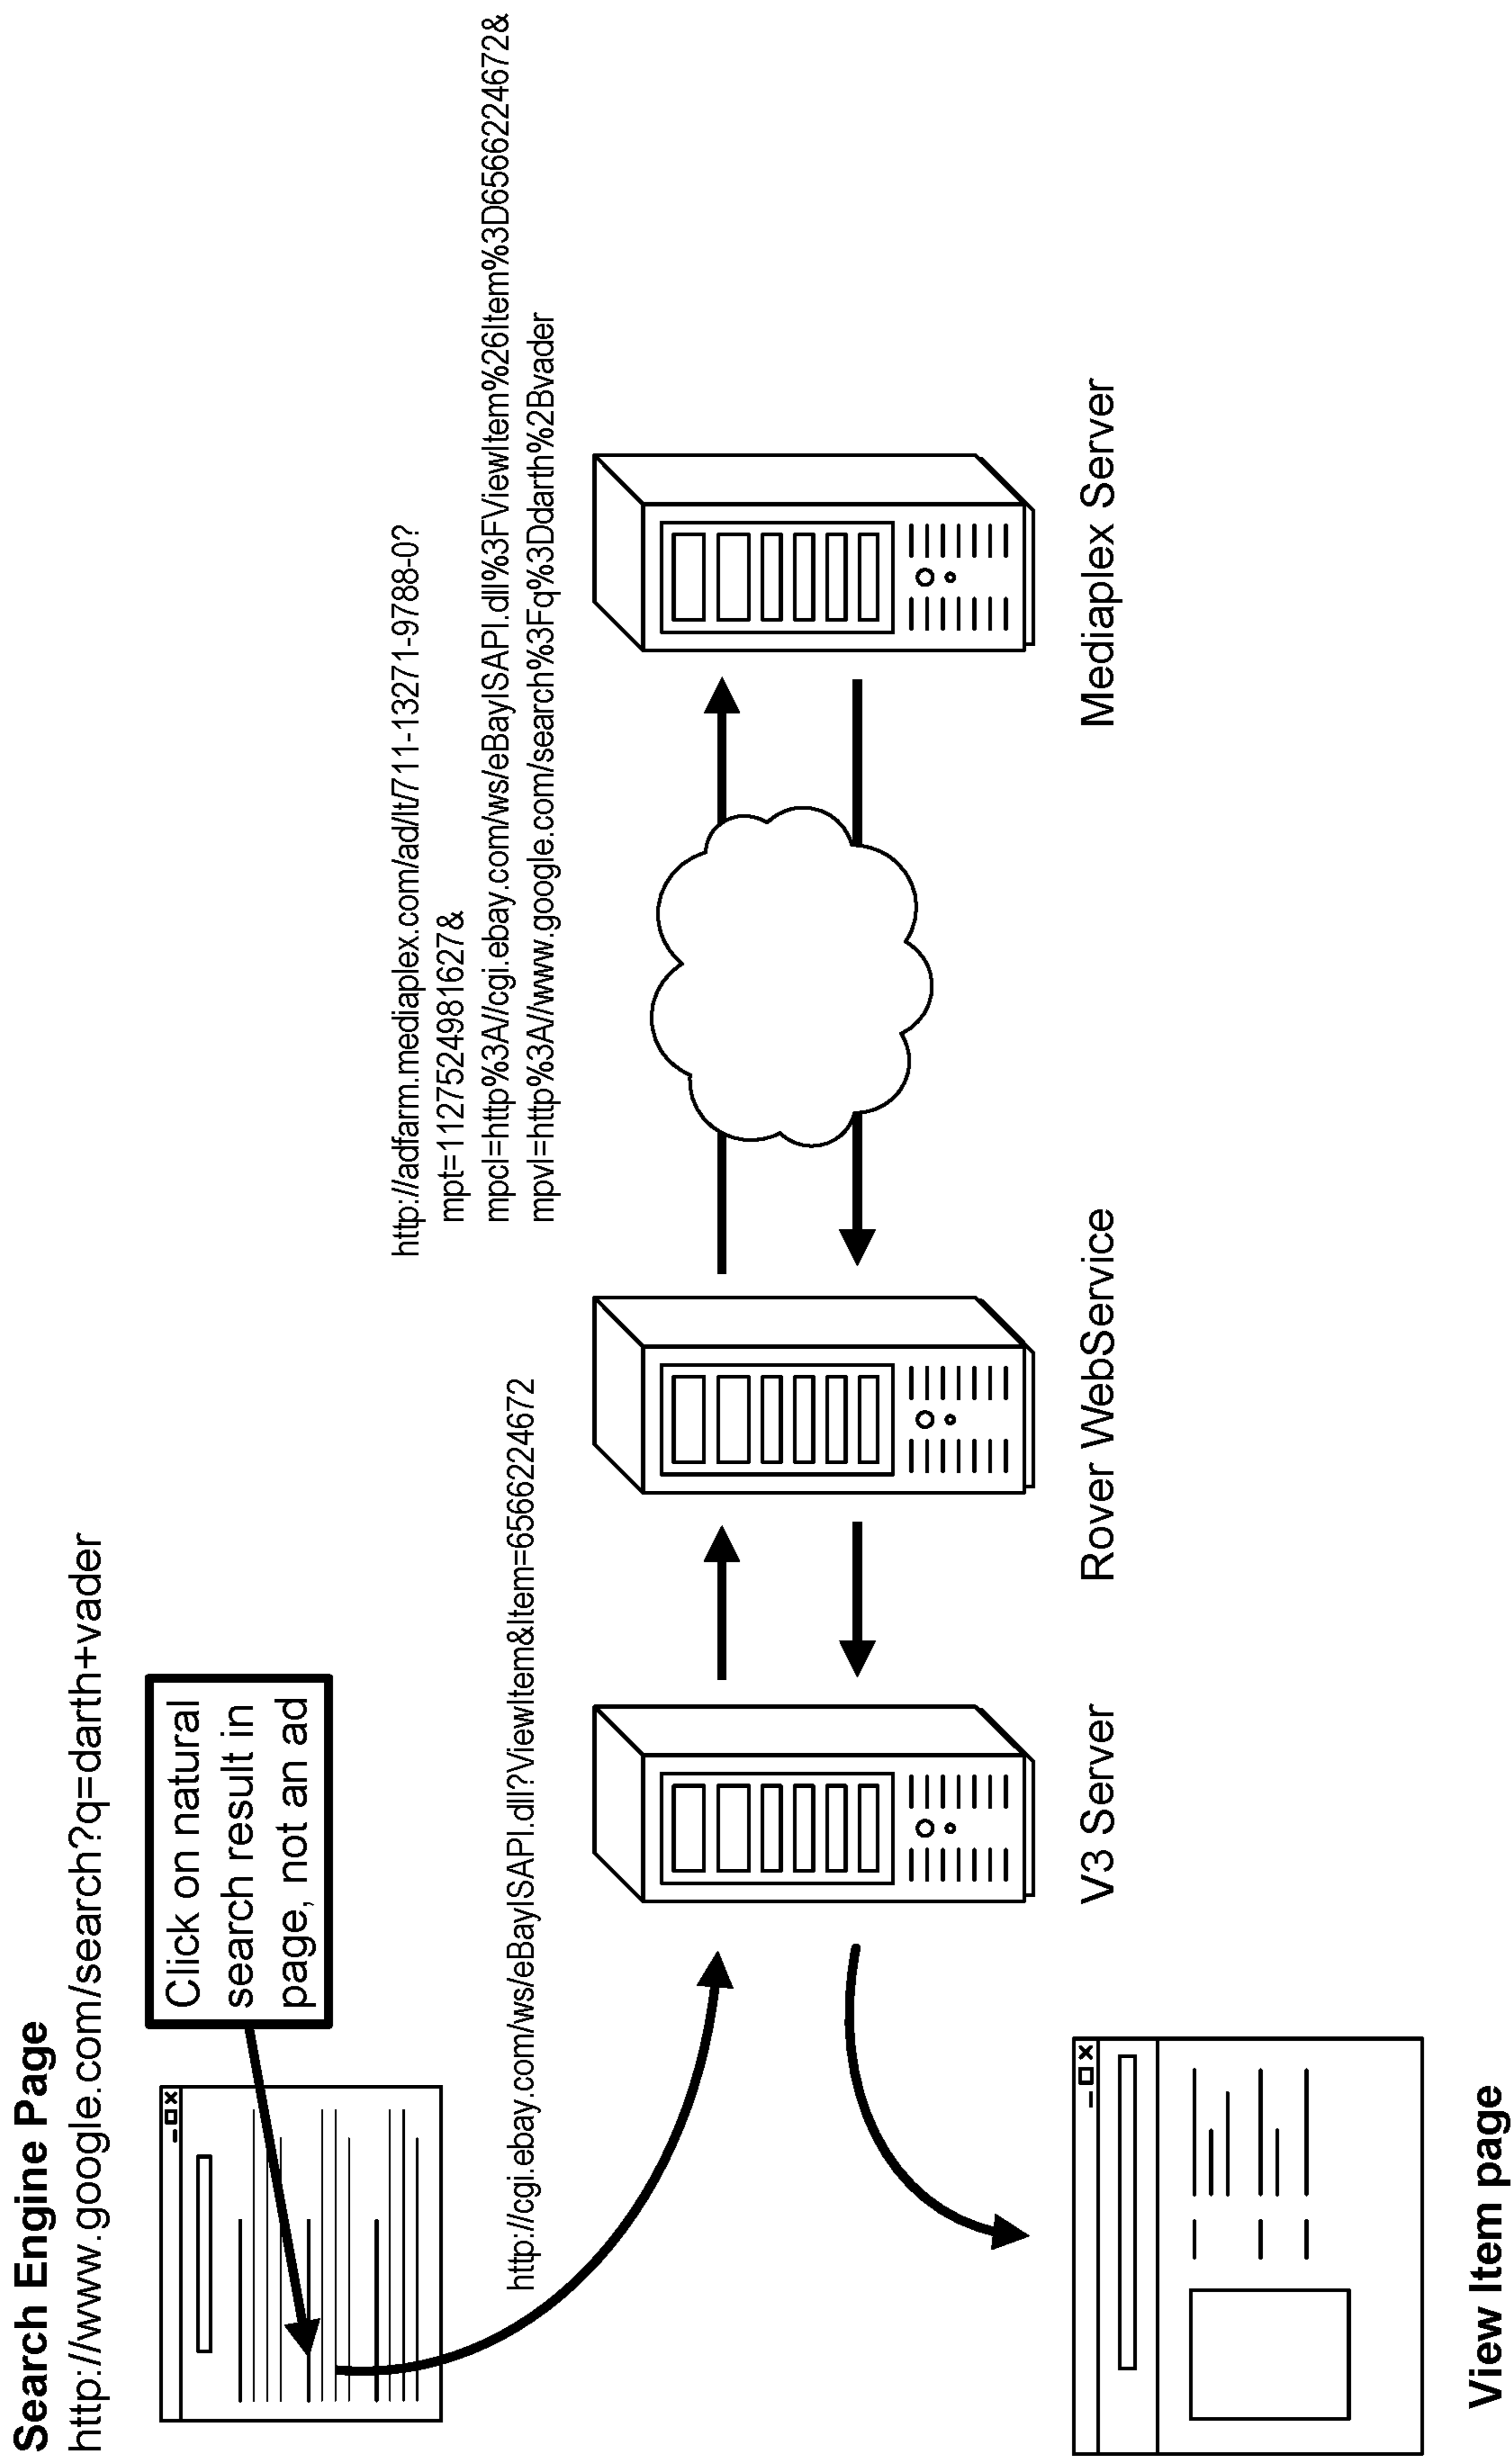 Search Engine Page
http://www.google.com/search?q=darth+vader
Click on natural
search result in
page, not an ad
http://adfarm.mediaplex.com/ad/lt/711-13271-9788-0?
mpt=1127524981627&
mpcl=http%3A//cgi.ebay.com/ws/eBayISAPI.dll%3FViewItem%26Item%3D6566224672&
mpvl=http%3A//www.google.com/search%3Fq%3Ddarth%2Bvader
http://cgi.ebay.com/ws/eBayISAPI.dll?ViewItem&Item=6566224672
V3 Server
Rover WebService
Mediaplex Server
View Item page